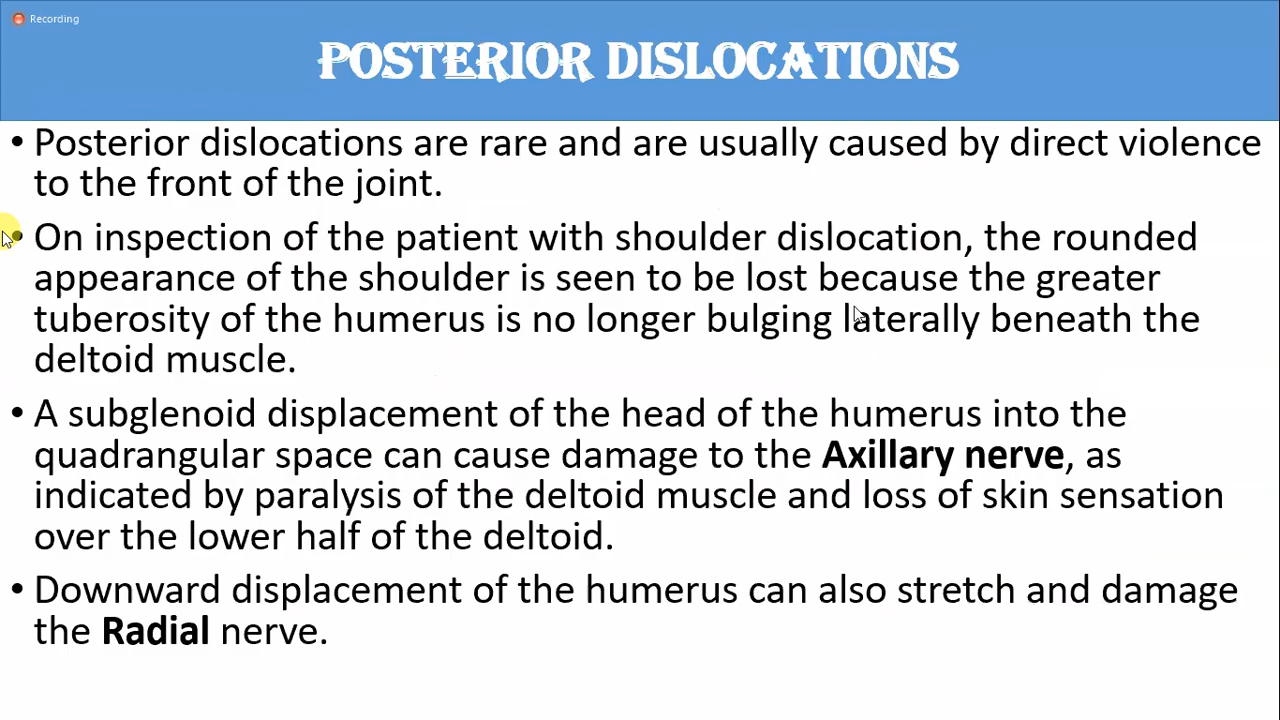 Recording
POSTERIOR DISLOCATIONS
• Posterior dislocations are rare and are usually caused by direct violence
to the front of the joint.
• On inspection of the patient with shoulder dislocation, the rounded
appearance of the shoulder is seen to be lost because the greater
tuberosity of the humerus is no longer bulging laterally beneath the
deltoid muscle.
• A subglenoid displacement of the head of the humerus into the
quadrangular space can cause damage to the Axillary nerve, as
indicated by paralysis of the deltoid muscle and loss of skin sensation
over the lower half of the deltoid.
• Downward displacement of the humerus can also stretch and damage
the Radial nerve.